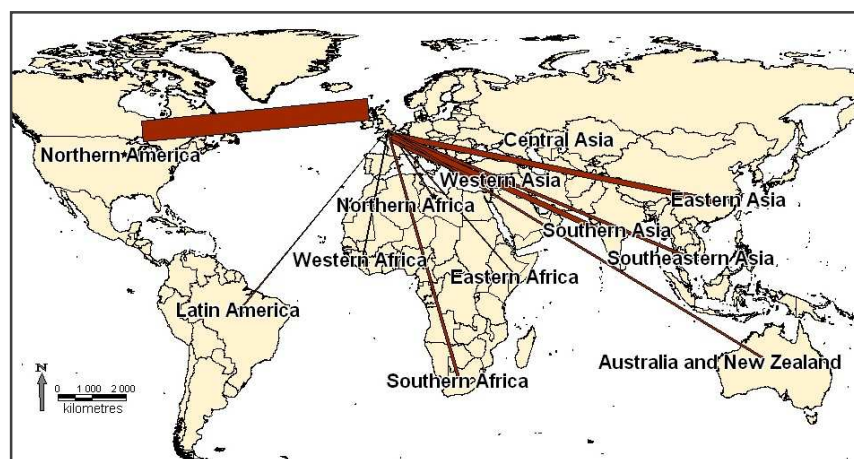 Central Asia
Northern America
Western Asia
Eastern Asia
Northern Africa
Southern Asia
Western Africa
Southeastern Asia
Eastern Africa
Latin America
Australia and New Zealand
Southern Africa
N
0 1 000 2 000
kilometres